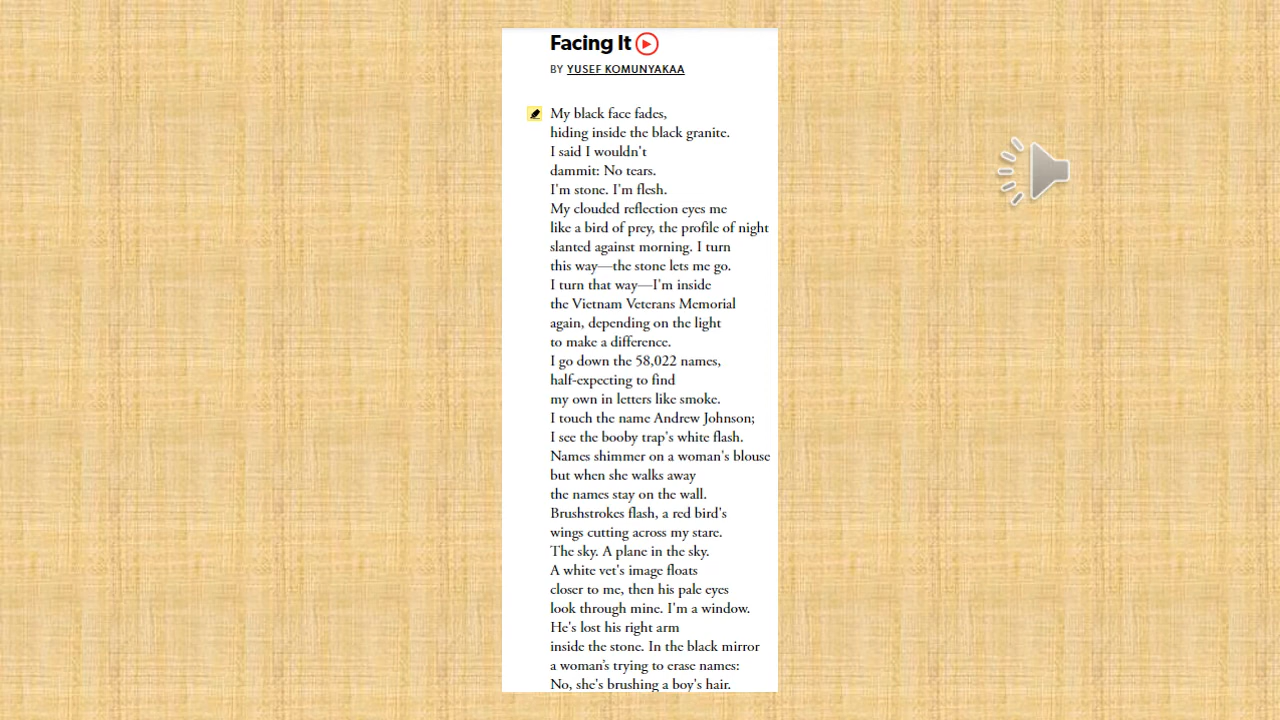 Facing It
BY YUSEF KOMUNYAKAA
My black face fades,
hiding inside the black granite.
I said I wouldn't
dammit: No tears.
I'm stone. I'm flesh.
My clouded reflection eyes me
like a bird of prey, the profile of night
slanted against morning. I turn
this way—the stone lets me go.
I turn that way—I'm inside
the Vietnam Veterans Memorial
again, depending on the light
to make a difference.
I go down the 58,022 names,
half-expecting to find
my own in letters like smoke.
I touch the name Andrew Johnson;
I see the booby trap's white flash.
Names shimmer on a woman's blouse
but when she walks away
the names stay on the wall.
Brushstrokes flash, a red bird's
wings cutting across my stare.
The sky. A plane in the sky.
A white vet's image floats
closer to me, then his pale eyes
look through mine. I'm a window.
He's lost his right arm
inside the stone. In the black mirror
a woman’s trying to erase names:
No, she's brushing a boy's hair.